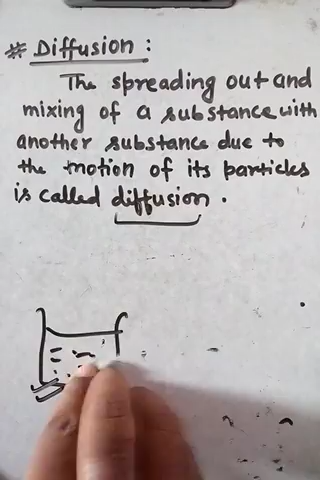 # Diffusion :
The spreading out and
mixing of a substance with
another substance due to
the motion of its particles
is called diffusion .